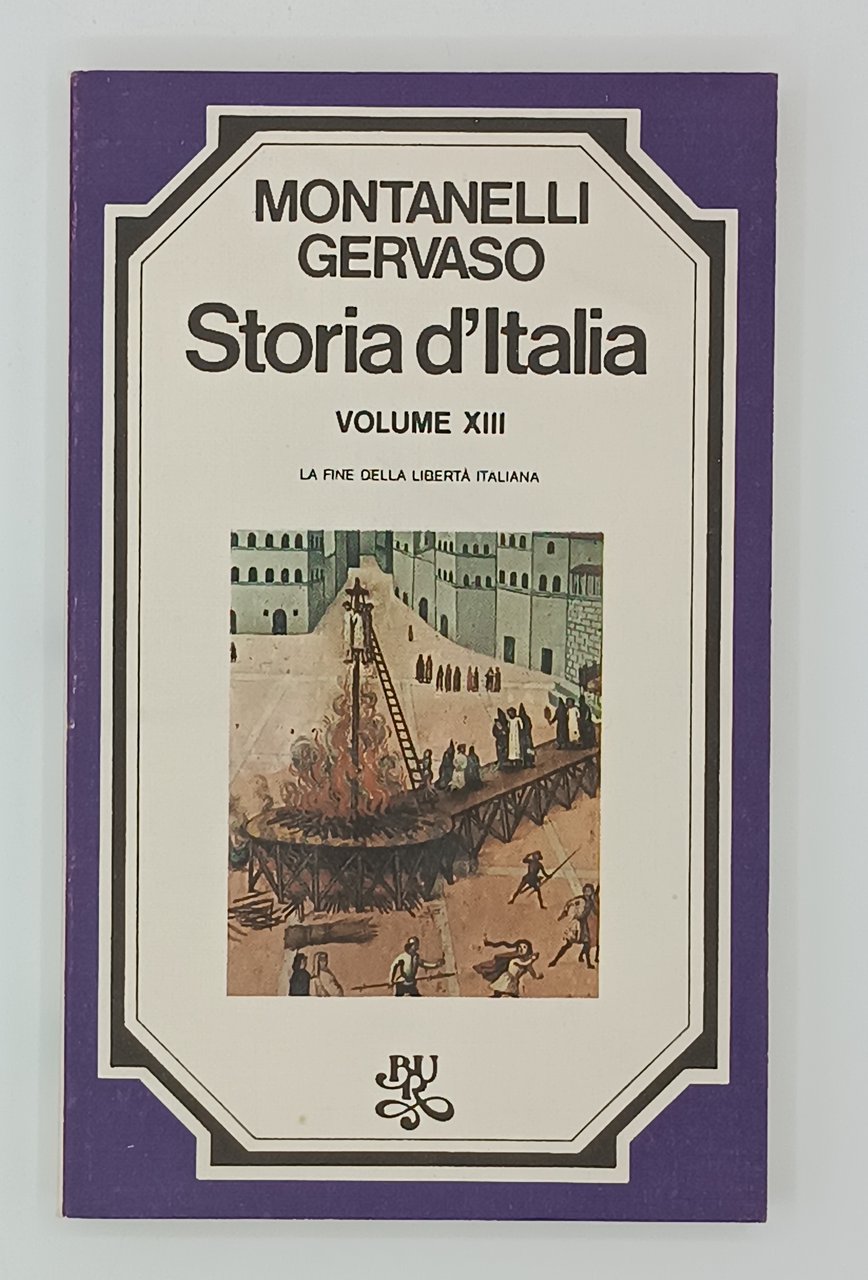 MONTANELLI
GERVASO
Storia d'Italia
VOLUME XIII
LA FINE DELLA LIBERTÀ ITALIANA
BUR